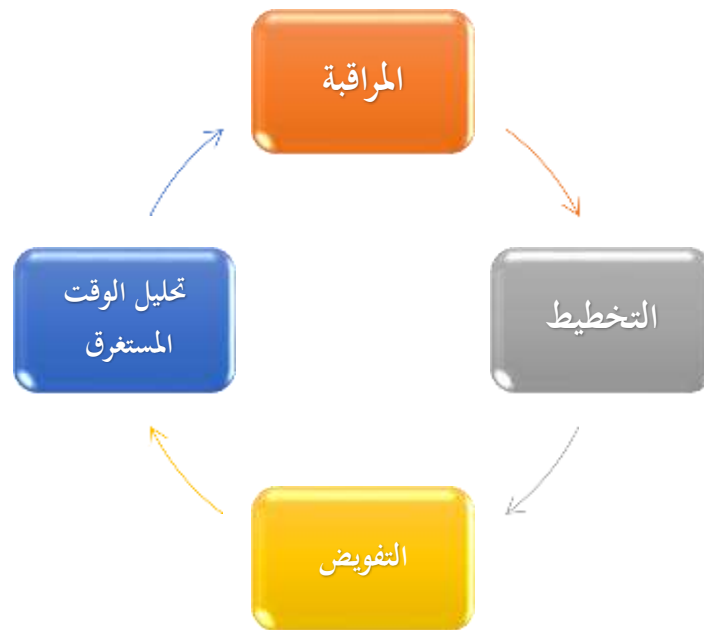 المراقبة
التخطيط
تحليل الوقت
المستغرق
التفويض